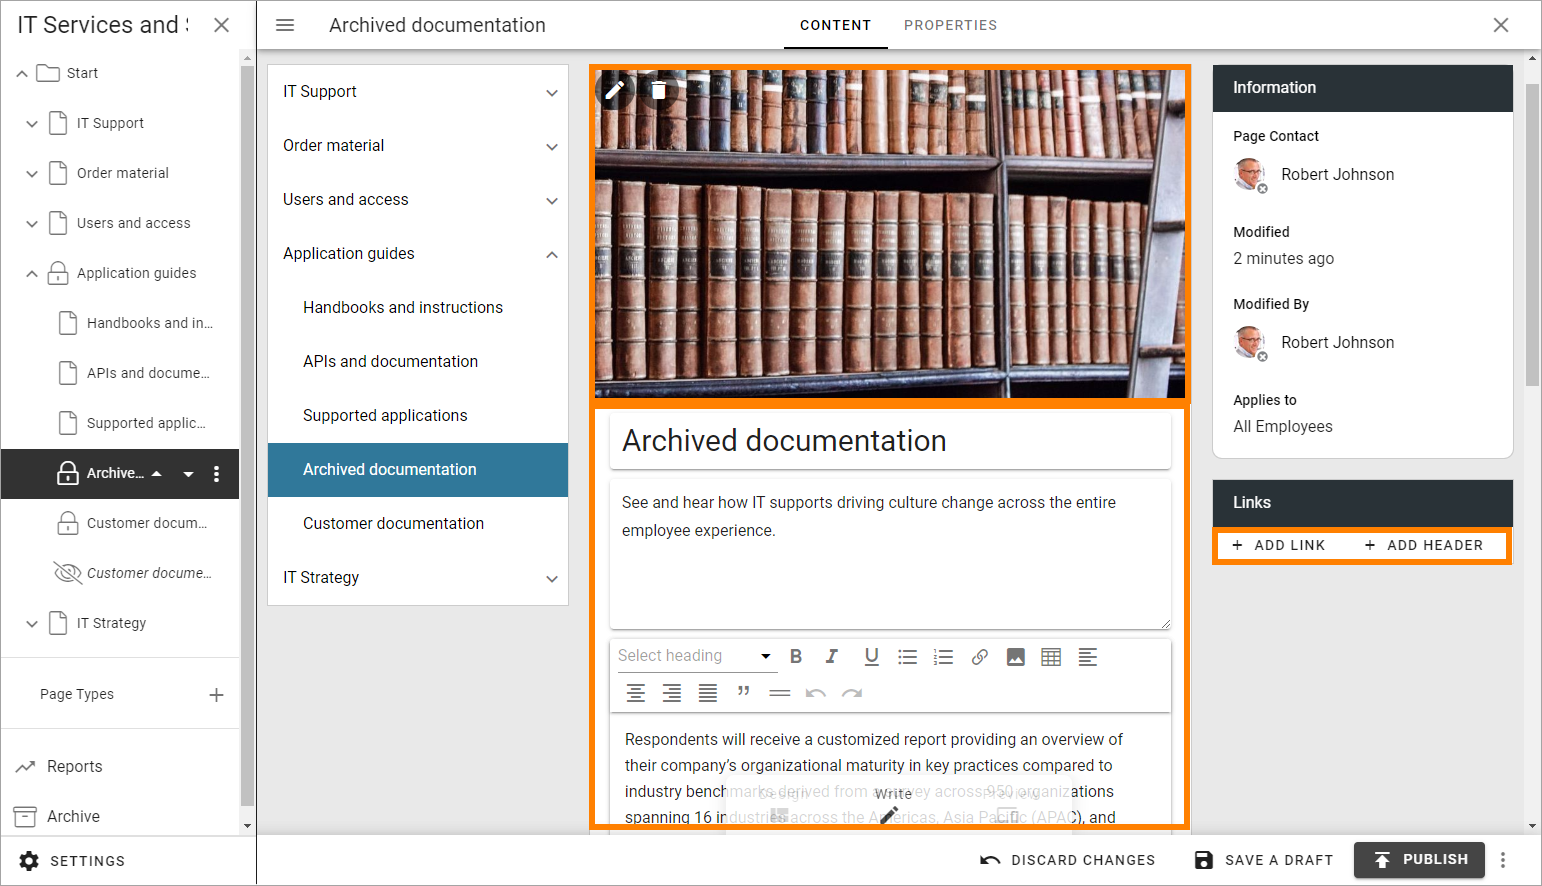 IT Services and S
Start
IT Support
Order material
Users and access
Application guides
Handbooks and in...
APIs and docume...
Supported applic...
Archive...
Customer docum...
Customer docume...
IT Strategy
Page Types
Reports
Archive
SETTINGS
Archived documentation
CONTENT
PROPERTIES
IT Support
Order material
Users and access
Application guides
Handbooks and instructions
APIs and documentation
Supported applications
Archived documentation
Customer documentation
IT Strategy
Archived documentation
See and hear how IT supports driving culture change across the entire
employee experience.
Select heading
Respondents will receive a customized report providing an overview of
their company’s organizational maturity in key practices compared to
industry benchmarks derived from a survey across 950 organizations
spanning 16 industries across the Americas, Asia Pacific (APAC), and
Design
Write
Preview
Information
Page Contact
Robert Johnson
Modified
2 minutes ago
Modified By
Robert Johnson
Applies to
All Employees
Links
+ ADD LINK
+ ADD HEADER
DISCARD CHANGES
SAVE A DRAFT
PUBLISH